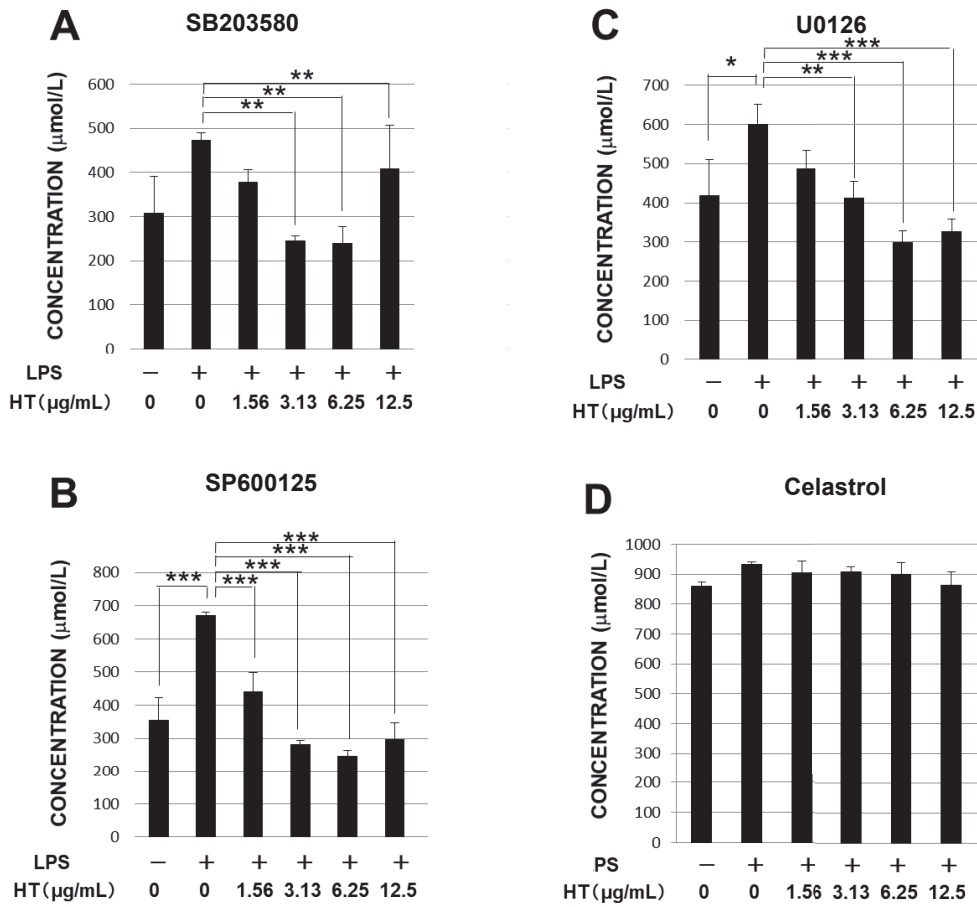 A
SB203580
CONCENTRATION (μmol/L)
600
500
400
300
200
100
0
**
**
**
LPS − + + + + +
HT(μg/mL) 0 0 1.56 3.13 6.25 12.5
C
U0126
CONCENTRATION (μmol/L)
700
600
500
400
300
200
100
0
*
***
***
**
LPS − + + + + +
HT(μg/mL) 0 0 1.56 3.13 6.25 12.5
B
SP600125
CONCENTRATION (μmol/L)
800
700
600
500
400
300
200
100
0
***
***
***
*** ***
LPS − + + + + +
HT(μg/mL) 0 0 1.56 3.13 6.25 12.5
D
Celastrol
CONCENTRATION (μmol/L)
1000
900
800
700
600
500
400
300
200
100
0
PS − + + + + +
HT(μg/mL) 0 0 1.56 3.13 6.25 12.5